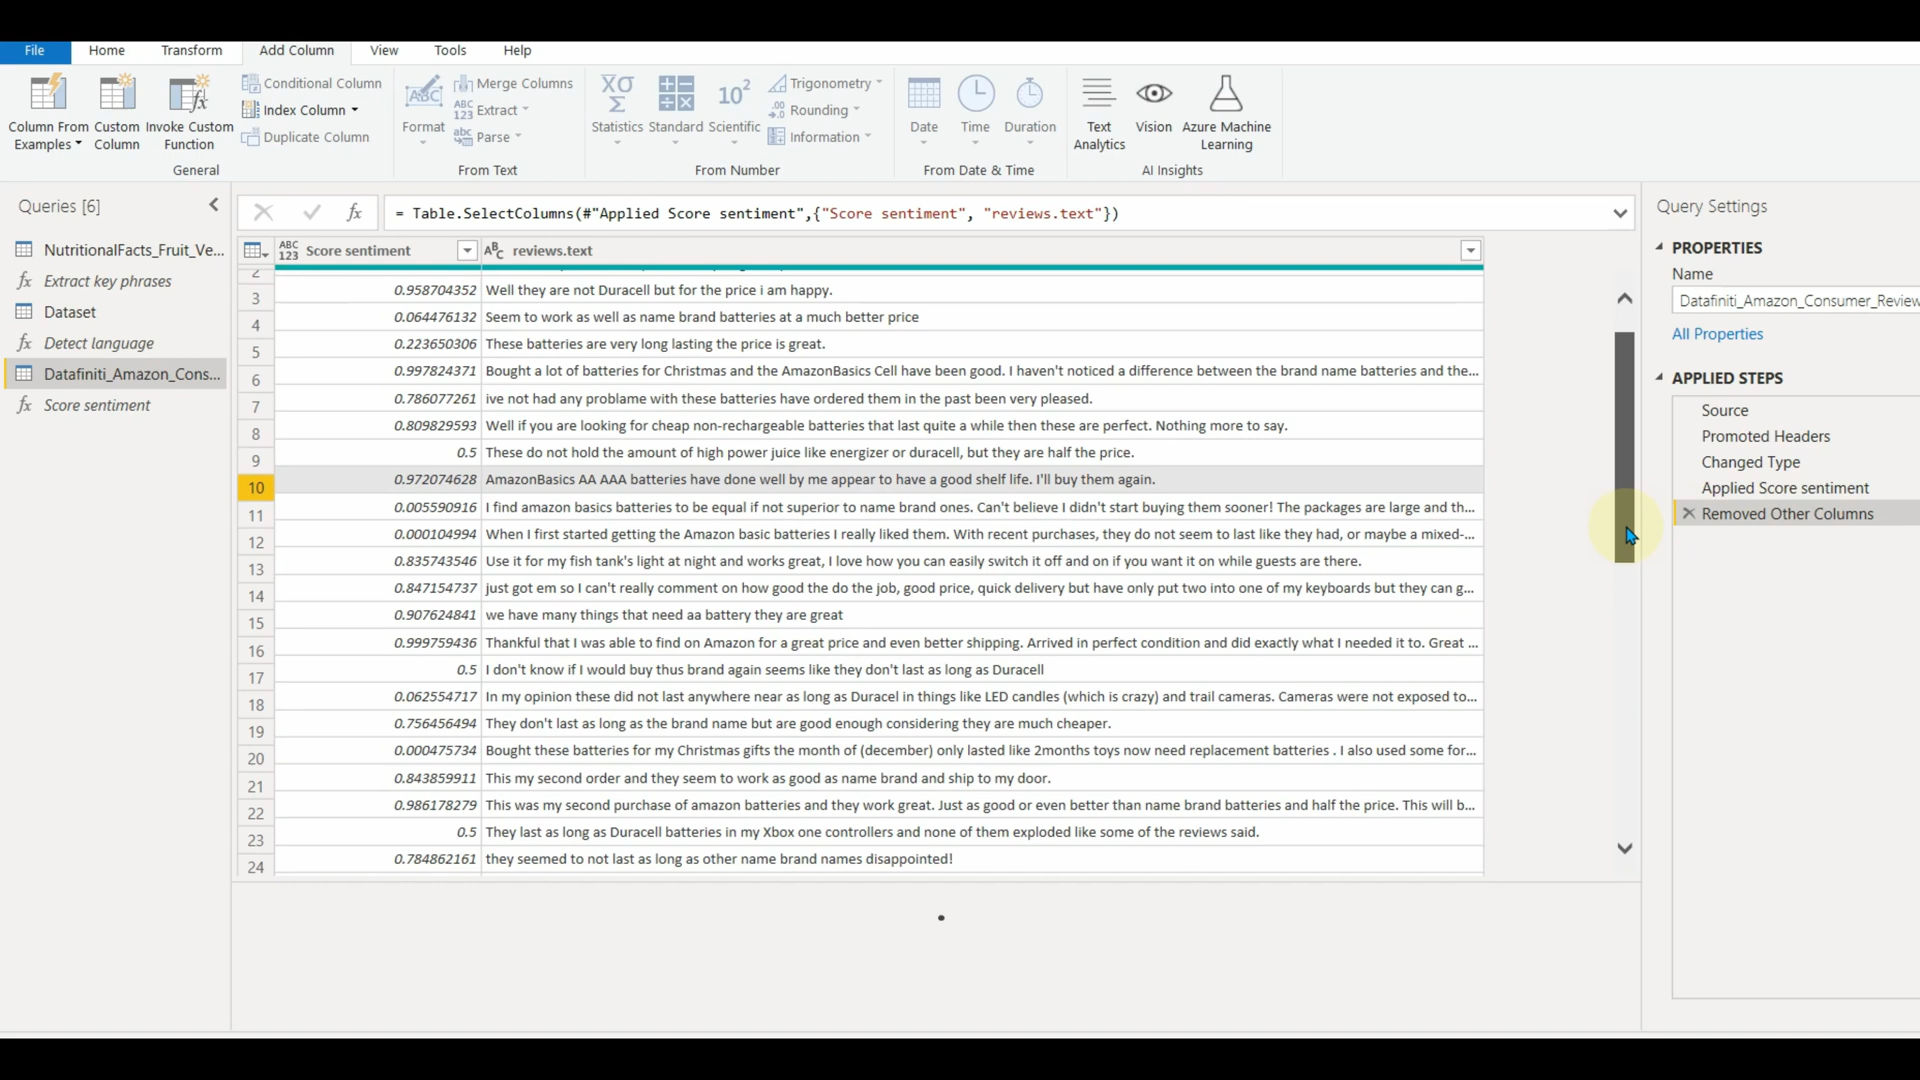 File Home Transform Add Column View Tools Help
Column From Examples
Custom Column
Invoke Custom Function
Conditional Column
Index Column
Duplicate Column
General
Format
Merge Columns
Extract
Parse
From Text
Statistics
Standard
Scientific
Trigonometry
Rounding
Information
From Number
Date
Time
Duration
From Date & Time
Text Analytics
Vision
Azure Machine Learning
AI Insights
Queries [6]
NutritionalFacts_Fruit_Ve...
fx Extract key phrases
Dataset
fx Detect language
Datafiniti_Amazon_Cons...
fx Score sentiment
fx = Table.SelectColumns(#"Applied Score sentiment",{"Score sentiment", "reviews.text"})
ABC 123 Score sentiment ABC reviews.text
2
3 0.958704352 Well they are not Duracell but for the price i am happy.
4 0.064476132 Seem to work as well as name brand batteries at a much better price
5 0.223650306 These batteries are very long lasting the price is great.
6 0.997824371 Bought a lot of batteries for Christmas and the AmazonBasics Cell have been good. I haven't noticed a difference between the brand name batteries and the...
7 0.786077261 ive not had any problame with these batteries have ordered them in the past been very pleased.
8 0.809829593 Well if you are looking for cheap non-rechargeable batteries that last quite a while then these are perfect. Nothing more to say.
9 0.5 These do not hold the amount of high power juice like energizer or duracell, but they are half the price.
10 0.972074628 AmazonBasics AA AAA batteries have done well by me appear to have a good shelf life. I'll buy them again.
11 0.005590916 I find amazon basics batteries to be equal if not superior to name brand ones. Can't believe I didn't start buying them sooner! The packages are large and th...
12 0.000104994 When I first started getting the Amazon basic batteries I really liked them. With recent purchases, they do not seem to last like they had, or maybe a mixed-...
13 0.835743546 Use it for my fish tank's light at night and works great, I love how you can easily switch it off and on if you want it on while guests are there.
14 0.847154737 just got em so I can't really comment on how good the do the job, good price, quick delivery but have only put two into one of my keyboards but they can g...
15 0.907624841 we have many things that need aa battery they are great
16 0.999759436 Thankful that I was able to find on Amazon for a great price and even better shipping. Arrived in perfect condition and did exactly what I needed it to. Great ...
17 0.5 I don't know if I would buy thus brand again seems like they don't last as long as Duracell
18 0.062554717 In my opinion these did not last anywhere near as long as Duracel in things like LED candles (which is crazy) and trail cameras. Cameras were not exposed to...
19 0.756456494 They don't last as long as the brand name but are good enough considering they are much cheaper.
20 0.000475734 Bought these batteries for my Christmas gifts the month of (december) only lasted like 2months toys now need replacement batteries . I also used some for...
21 0.843859911 This my second order and they seem to work as good as name brand and ship to my door.
22 0.986178279 This was my second purchase of amazon batteries and they work great. Just as good or even better than name brand batteries and half the price. This will b...
23 0.5 They last as long as Duracell batteries in my Xbox one controllers and none of them exploded like some of the reviews said.
24 0.784862161 they seemed to not last as long as other name brand names disappointed!
Query Settings
PROPERTIES
Name
Datafiniti_Amazon_Consumer_Review
All Properties
APPLIED STEPS
Source
Promoted Headers
Changed Type
Applied Score sentiment
Removed Other Columns